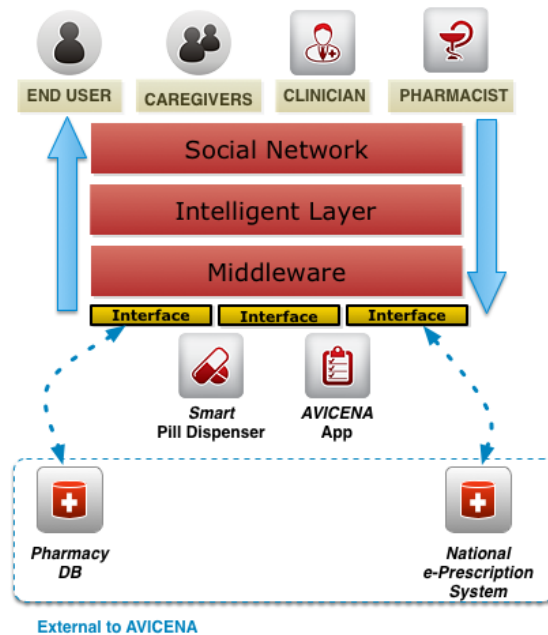 END USER
CAREGIVERS
CLINICIAN
PHARMACIST
Social Network
Intelligent Layer
Middleware
Interface
Interface
Interface
Smart
Pill Dispenser
AVICENA
App
Pharmacy
DB
National
e-Prescription
System
External to AVICENA